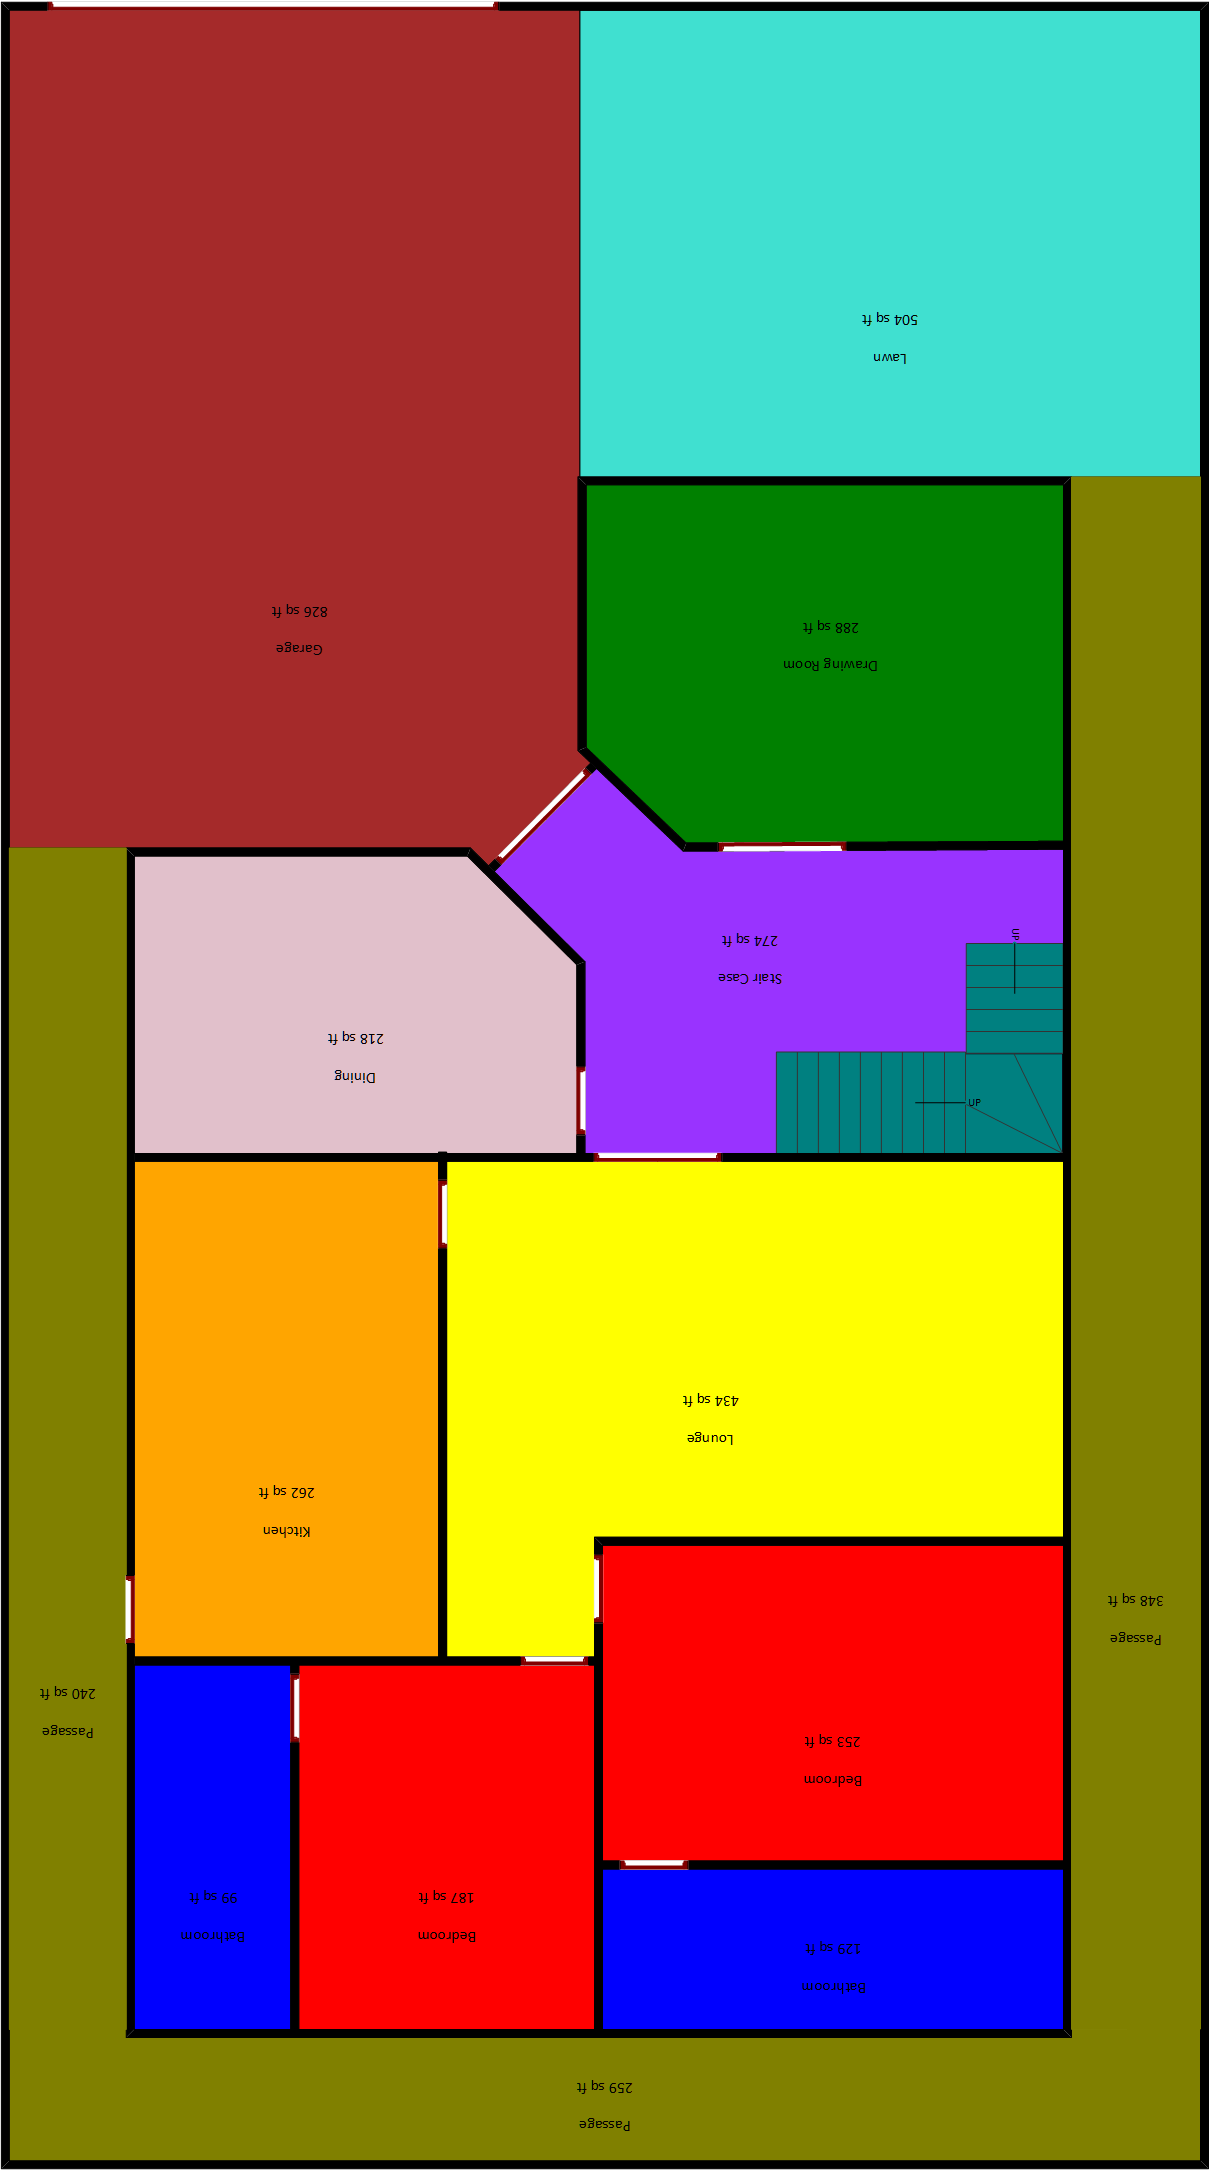 Passage
259 sq ft
Bathroom
129 sq ft
Bedroom
187 sq ft
Bathroom
99 sq ft
Bedroom
253 sq ft
Passage
240 sq ft
Passage
348 sq ft
Kitchen
262 sq ft
Lounge
434 sq ft
UP
Dining
218 sq ft
Stair Case
274 sq ft
UP
Drawing Room
288 sq ft
Garage
826 sq ft
Lawn
504 sq ft